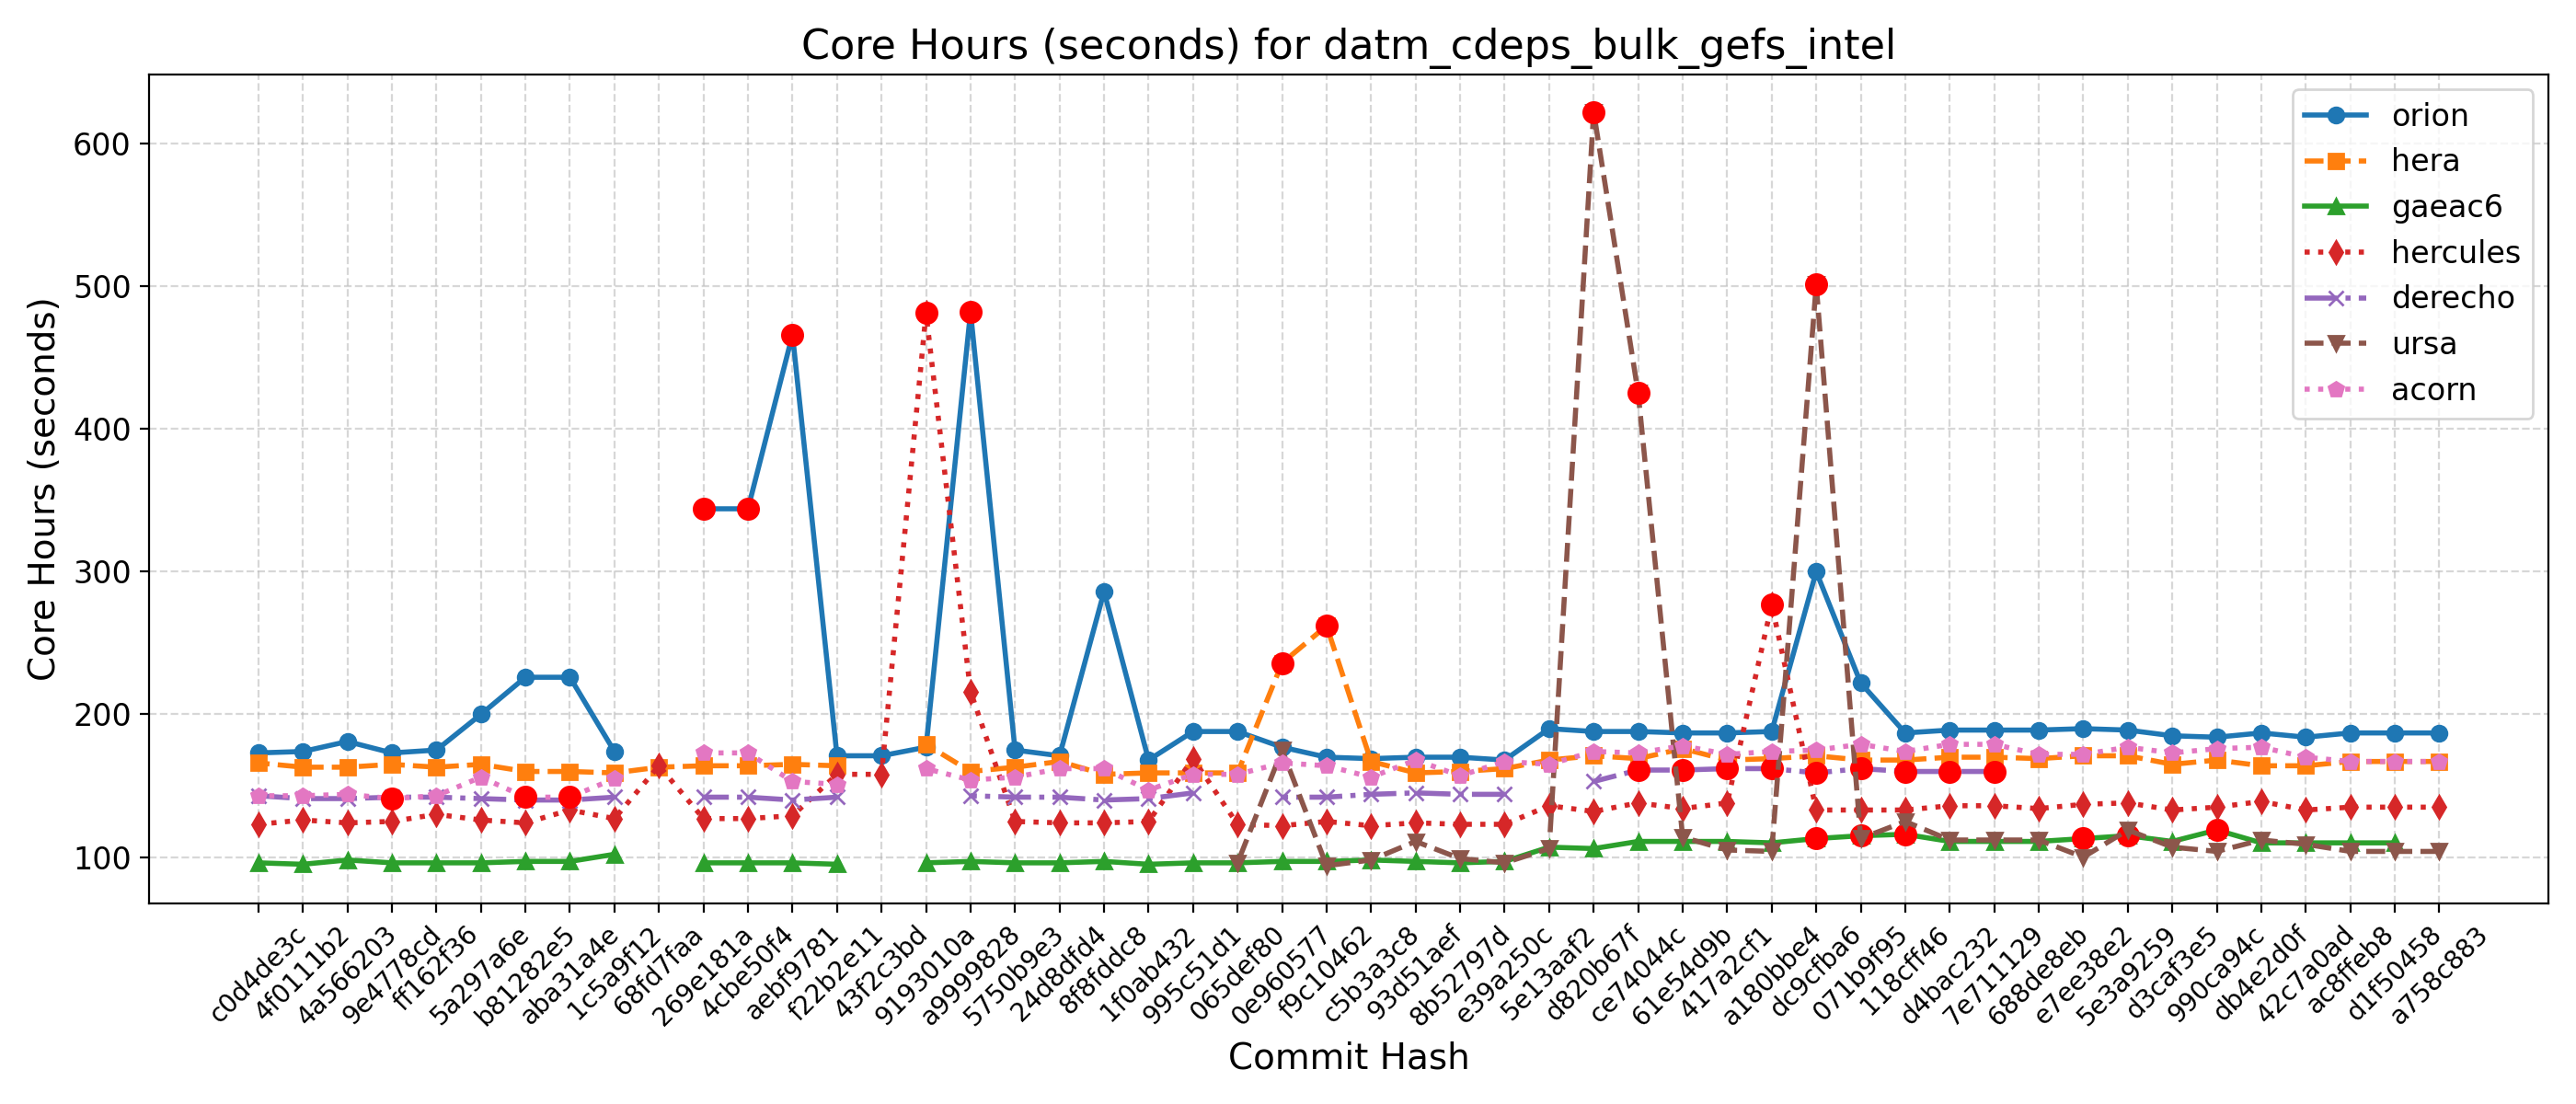 Core Hours (seconds) for datm_cdeps_bulk_gefs_intel
Core Hours (seconds)
600
500
400
300
200
100
orion
hera
gaeac6
hercules
derecho
ursa
acorn
c0d4de3c
4f0111b2
4a566203
9e4778cd
ff162f36
5a297a6e
b81282e5
aba31a4e
1c5a9f12
68fd7faa
269e181a
4cbe50f4
aebf9781
f22b2e11
43f2c3bd
9193010a
a9999828
5750b9e3
24d8dfd4
8f8fddc8
1f0ab432
995c51d1
065def80
0e960577
f9c10462
c5b3a3c8
93d51aef
8b52797d
e39a250c
5e13aaf2
d820b67f
ce74044c
61e54d9b
417a2cf1
a180bbe4
dc9cfba6
071b9f95
118cff46
d4bac232
7e711129
688de8eb
e7ee38e2
5e3a9259
d3caf3e5
990ca94c
db4e2d0f
42c7a0ad
ac8ffeb8
d1f50458
a758c883
Commit Hash